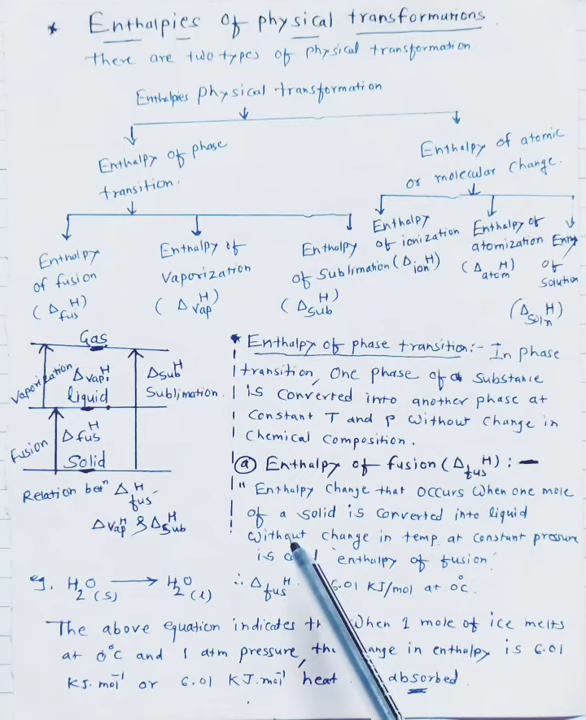 * Enthalpies of physical transformations
there are two types of physical transformation
Enthalpies physical transformation
Enthalpy of phase
transition.
Enthalpy of atomic
or molecular change.
Enthalpy
of fusion
(ΔfusH)
Enthalpy of
Vaporization
(ΔvapH)
Enthalpy
of Sublimation
(ΔsubH)
Enthalpy
of ionization
(ΔionH)
Enthalpy of
atomization
(ΔatomH)
of
solution
(ΔsolnH)
Gas
Vaporization
ΔvapH
liquid
Fusion
ΔfusH
Solid
ΔsubH
Sublimation
Relation betn ΔfusH
ΔvapH & ΔsubH
* Enthalpy of phase transition:- In phase
transition, One phase of a Substance
is Converted into another phase at
Constant T and P without change in
Chemical Composition.
(a) Enthalpy of fusion (ΔfusH) :-
" Enthalpy change that occurs when one mole
of a solid is converted into liquid
without change in temp. at constant pressure
is enthalpy of fusion
eg. H2O(s) → H2O(l) ∴ ΔfusH 6.01 KJ/mol at 0°c.
The above equation indicates When 1 mole of ice melts
at 0°c and 1 atm pressure, in enthalpy is 6.01
KJ.mol⁻¹ or 6.01 KJ.mol⁻¹ heat absorbed.